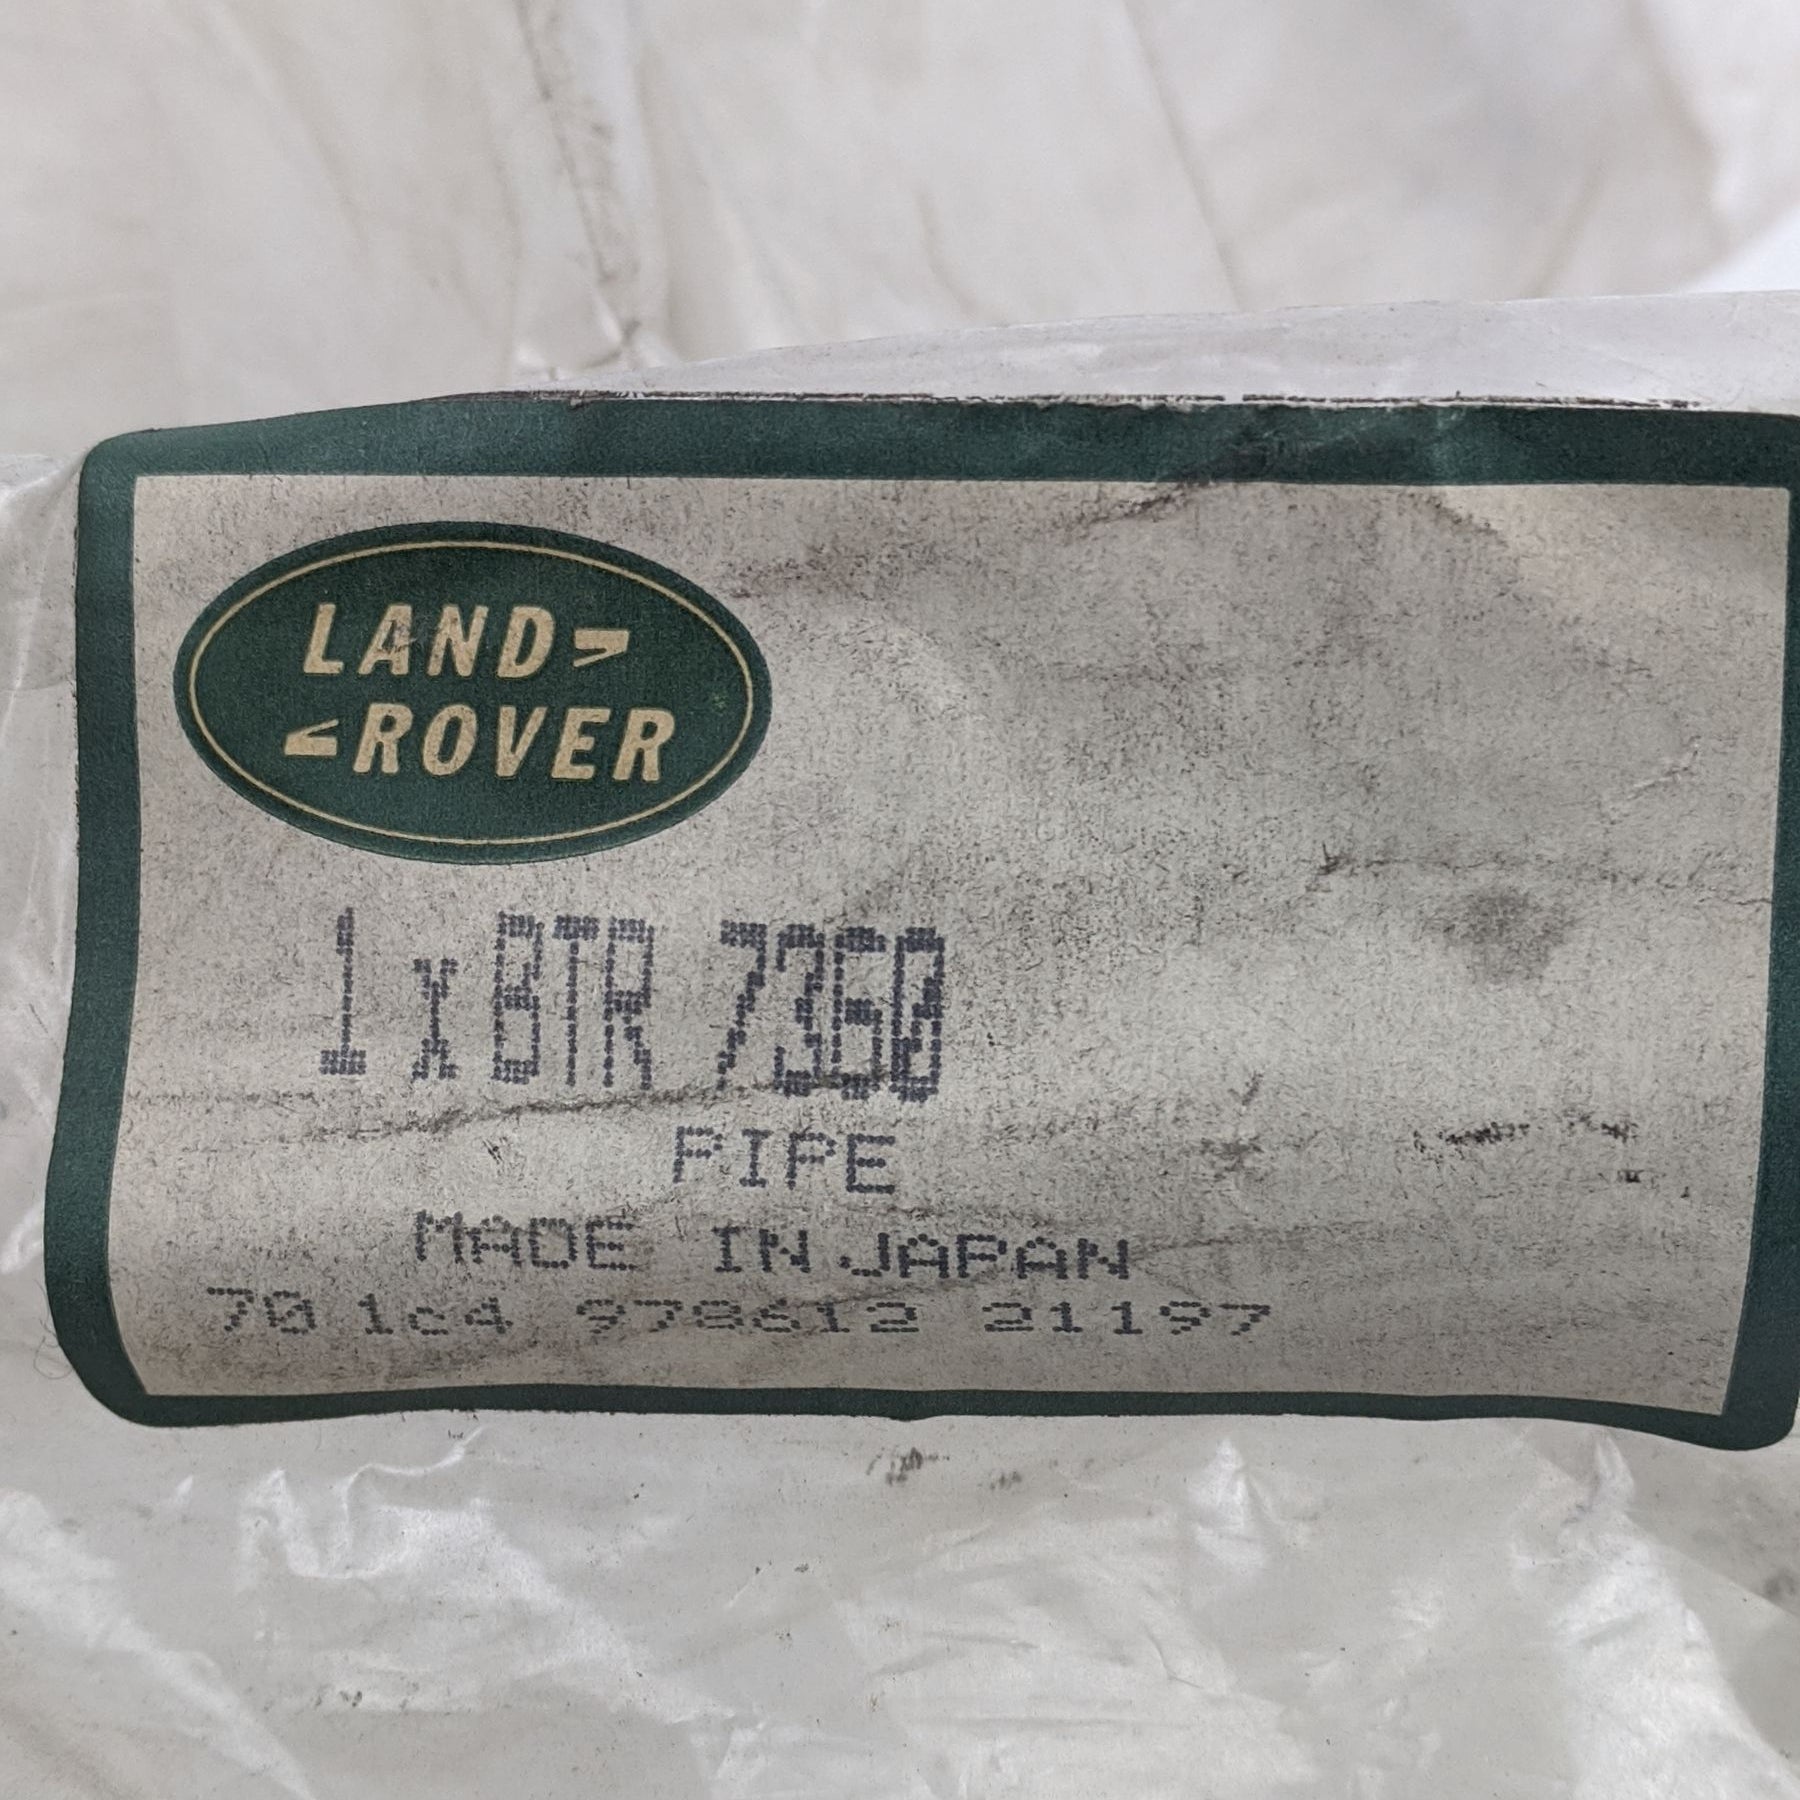 LAND
ROVER
1 x BTR 7360
PIPE
MADE IN JAPAN
70 1c4 978612 21197